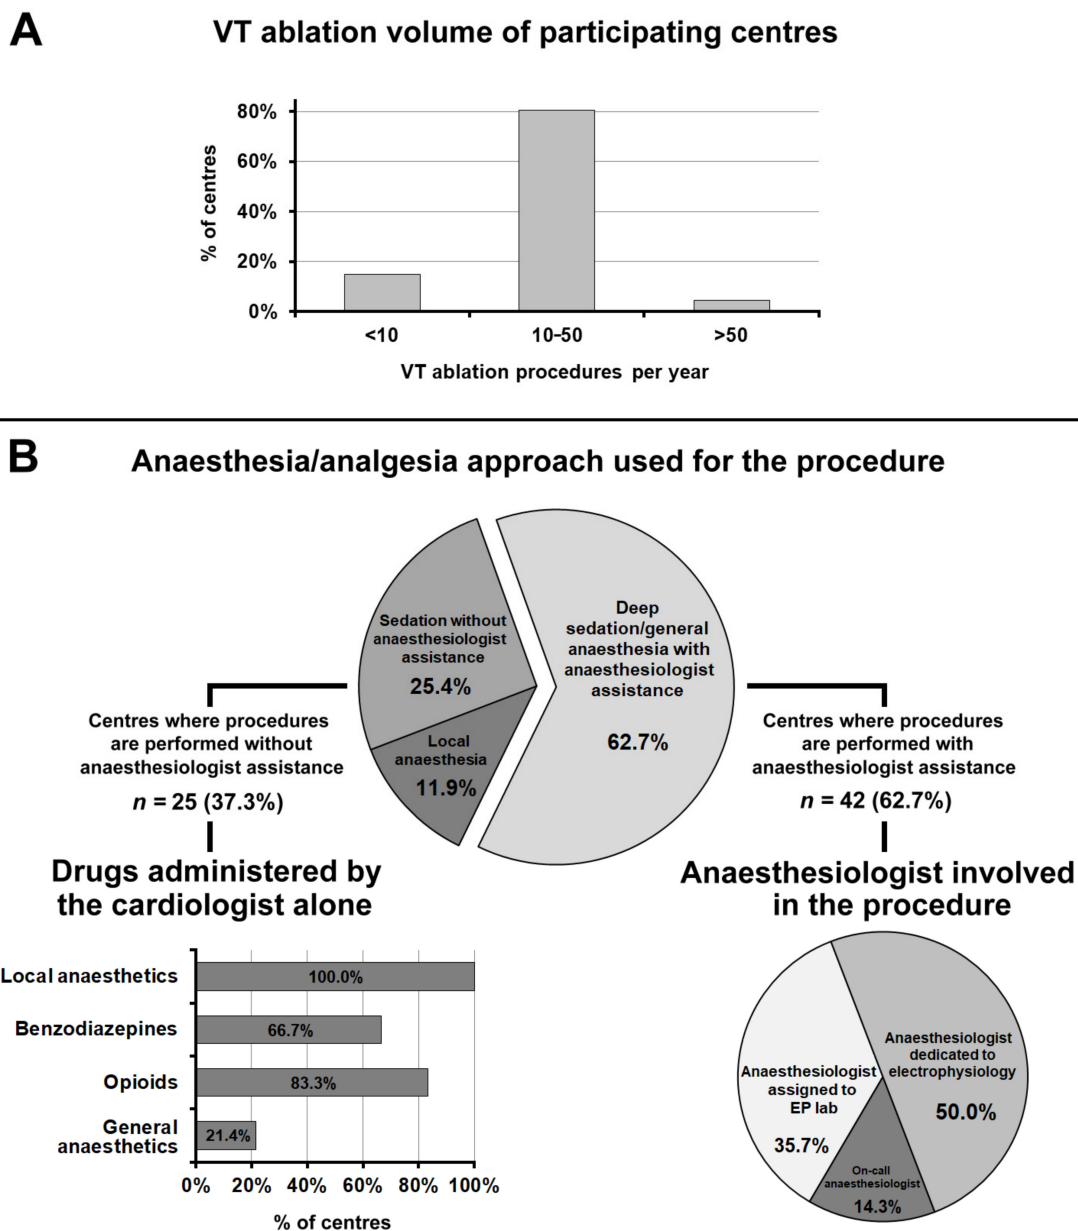 A
VT ablation volume of participating centres
% of centres
80%
60%
40%
20%
0%
<10
10-50
>50
VT ablation procedures per year
B
Anaesthesia/analgesia approach used for the procedure
Sedation without
anaesthesiologist
assistance
25.4%
Local
anaesthesia
11.9%
Deep
sedation/general
anaesthesia with
anaesthesiologist
assistance
62.7%
Centres where procedures
are performed without
anaesthesiologist assistance
n = 25 (37.3%)
Centres where procedures
are performed with
anaesthesiologist assistance
n = 42 (62.7%)
Drugs administered by
the cardiologist alone
Local anaesthetics
100.0%
Benzodiazepines
66.7%
Opioids
83.3%
General
anaesthetics
21.4%
0% 20% 40% 60% 80% 100%
% of centres
Anaesthesiologist involved
in the procedure
Anaesthesiologist
dedicated to
electrophysiology
50.0%
Anaesthesiologist
assigned to
EP lab
35.7%
On-call
anaesthesiologist
14.3%